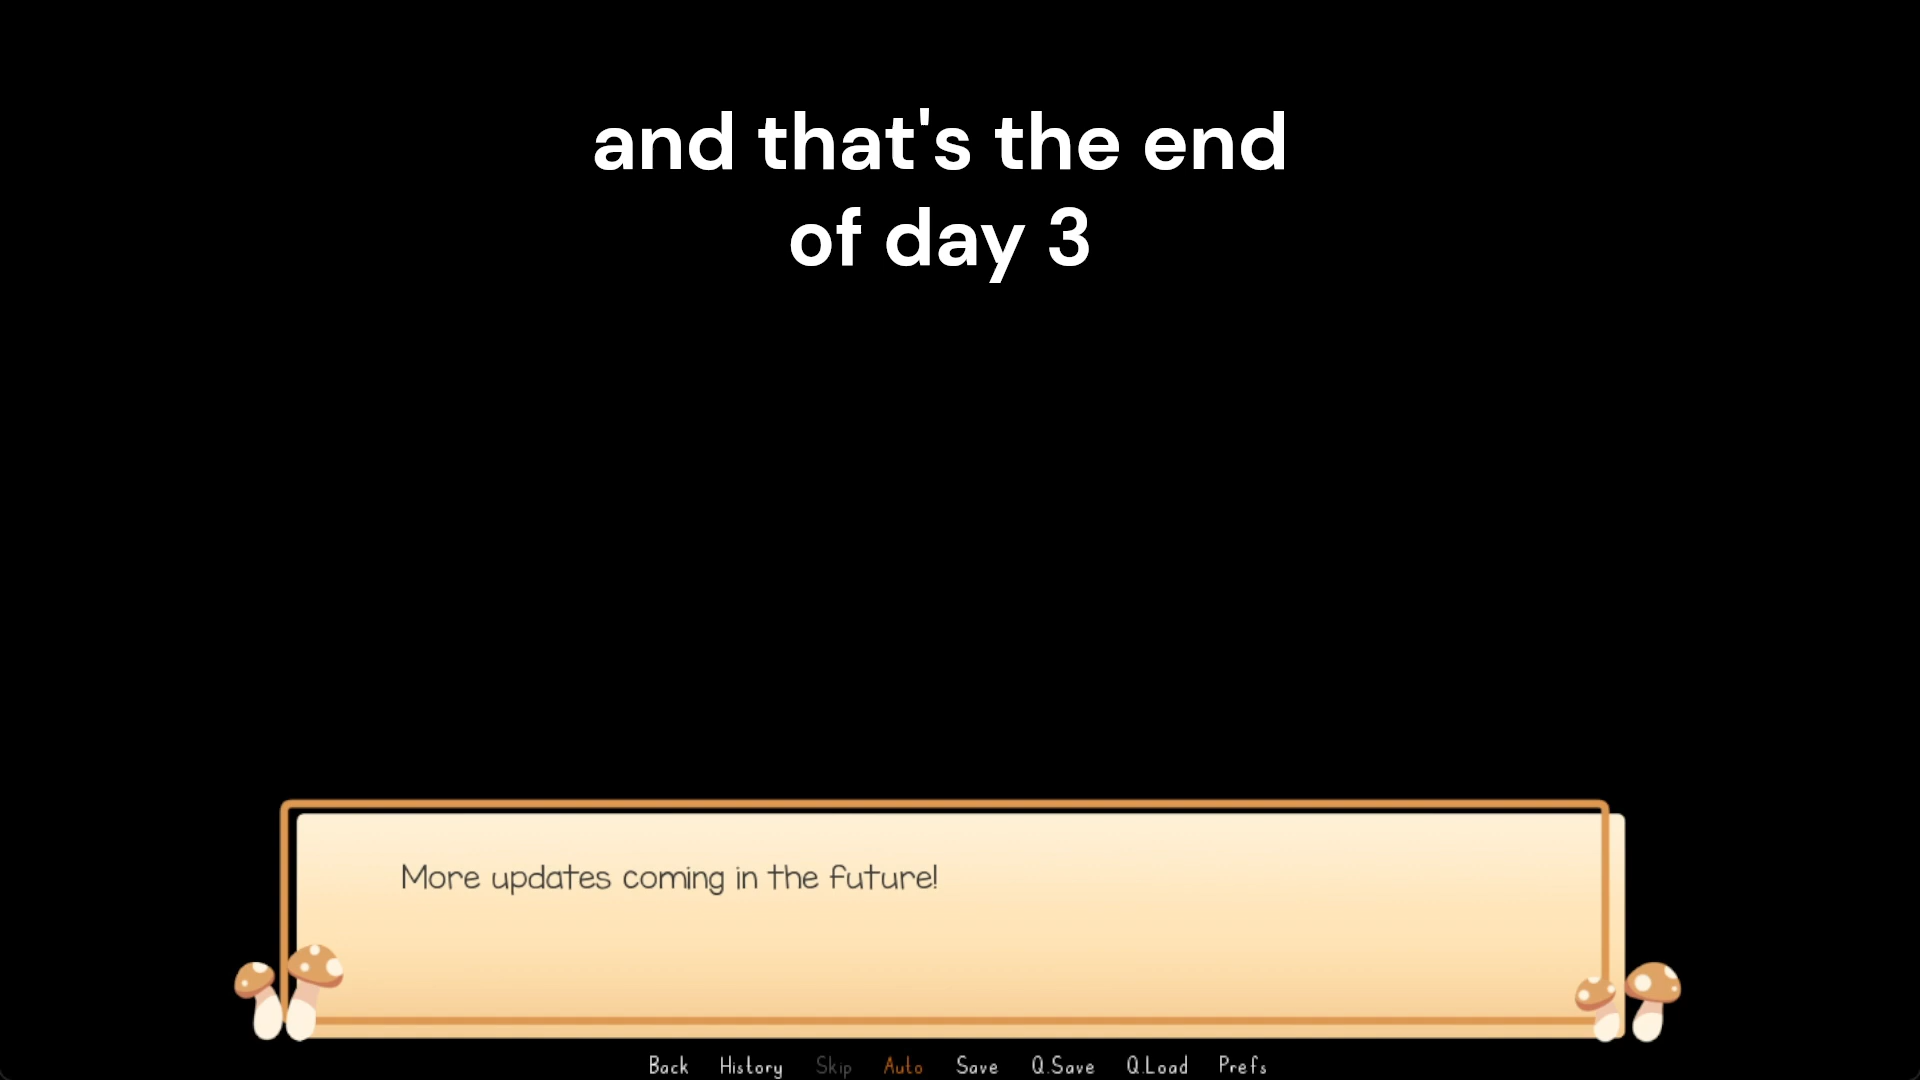 and that's the end
of day 3
More updates coming in the future!
Back History Skip Auto Save Q.Save Q.Load Prefs